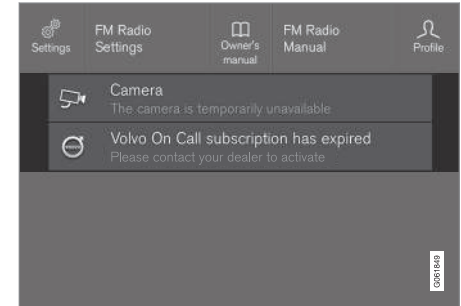 FM Radio
Settings
Settings
Owner's
manual
FM Radio
Manual
Profile
Camera
The camera is temporarily unavailable
Volvo On Call subscription has expired
Please contact your dealer to activate
G061849